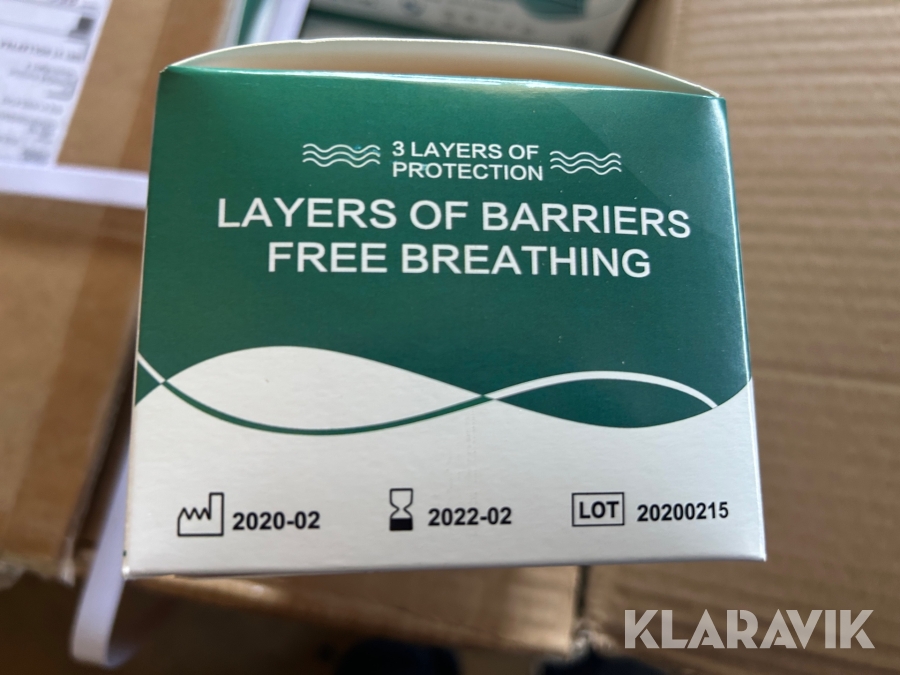 3 LAYERS OF
PROTECTION
LAYERS OF BARRIERS
FREE BREATHING
2020-02
2022-02
LOT 20200215
KLARAVIK